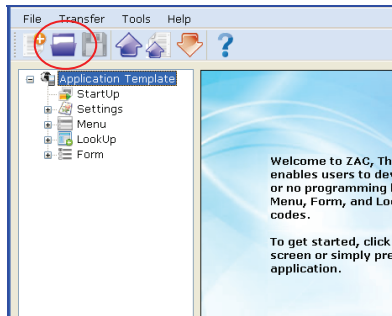 File Transfer Tools Help
Application Template
StartUp
Settings
Menu
LookUp
Form
Welcome to ZAC, Th
enables users to de
or no programming
Menu, Form, and Lo
codes.
To get started, click
screen or simply pre
application.